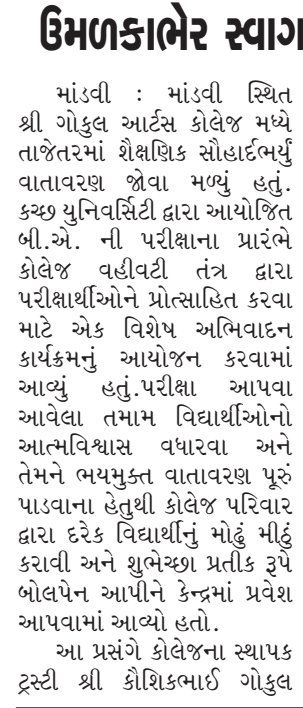 ઉમળકાભેર સ્વાગ
માંડવી : માંડવી સ્થિત
શ્રી ગોકુલ આર્ટસ કોલેજ મધ્યે
તાજેતરમાં શૈક્ષણિક સૌહાર્દભર્યું
વાતાવરણ જોવા મળ્યું હતું.
કચ્છ યુનિવર્સિટી દ્વારા આયોજિત
બી.એ. ની પરીક્ષાના પ્રારંભે
કોલેજ વહીવટી તંત્ર દ્વારા
પરીક્ષાર્થીઓને પ્રોત્સાહિત કરવા
માટે એક વિશેષ અભિવાદન
કાર્યક્રમનું આયોજન કરવામાં
આવ્યું હતું.પરીક્ષા આપવા
આવેલા તમામ વિદ્યાર્થીઓનો
આત્મવિશ્વાસ વધારવા અને
તેમને ભયમુક્ત વાતાવરણ પૂરું
પાડવાના હેતુથી કોલેજ પરિવાર
દ્વારા દરેક વિદ્યાર્થીનું મોઢું મીઠું
કરાવી અને શુભેચ્છા પ્રતીક રૂપે
બોલપેન આપીને કેન્દ્રમાં પ્રવેશ
આપવામાં આવ્યો હતો.
આ પ્રસંગે કોલેજના સ્થાપક
ટ્રસ્ટી શ્રી કૌશિકભાઈ ગોકુલ